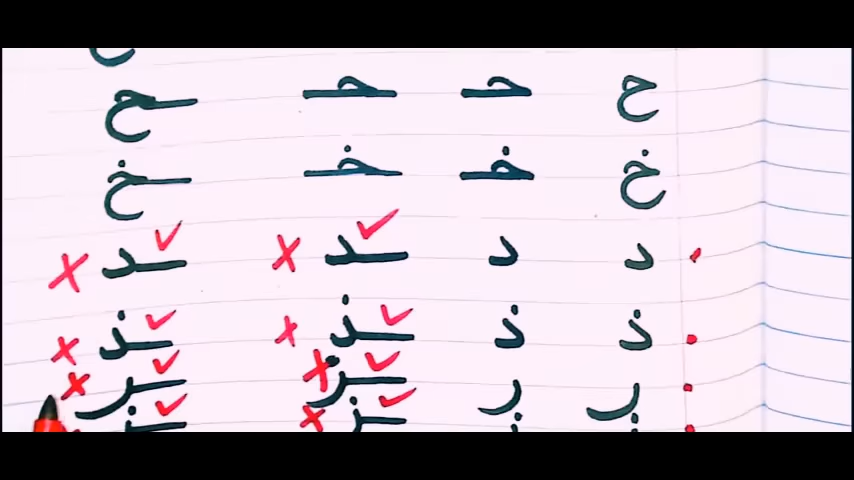 ح حـ ـحـ ـح
خ خـ ـخـ ـخ
د د ـد ـد
ذ ذ ـذ ـذ
ر ر ـر ـر